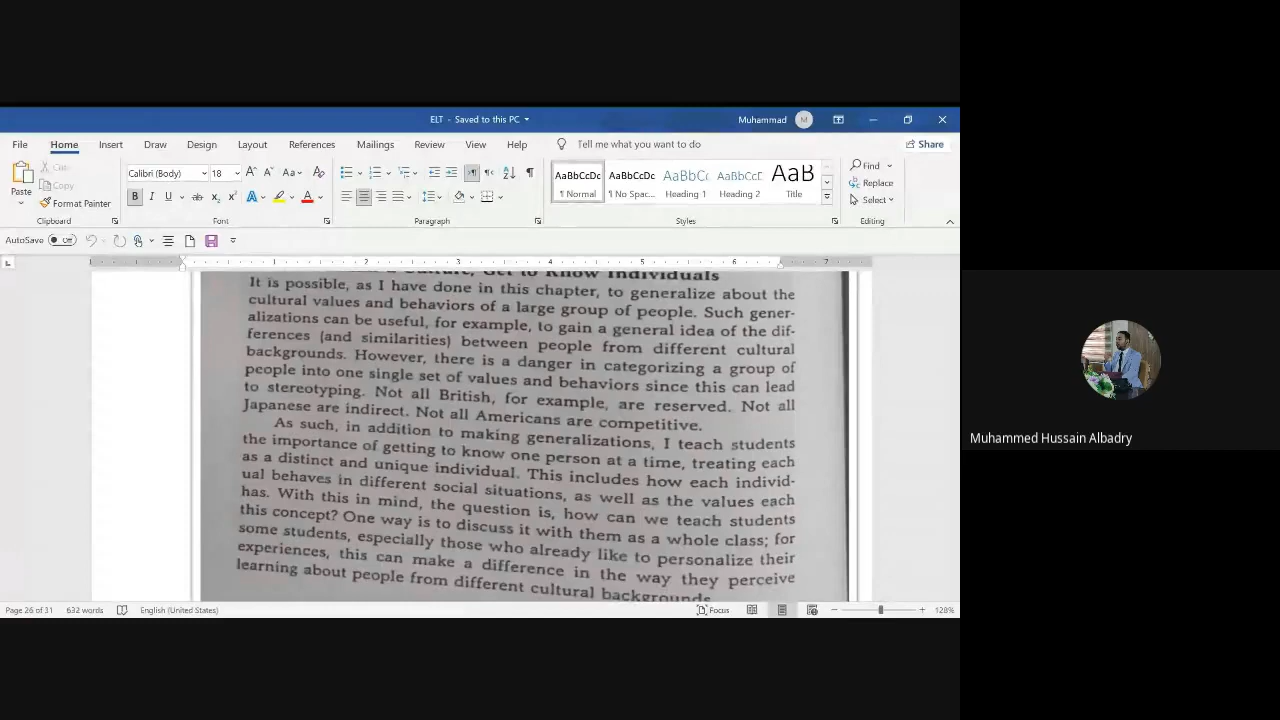 ELT - Saved to this PC
Muhammad
M
File Home Insert Draw Design Layout References Mailings Review View Help Tell me what you want to do Share
Paste
Cut
Copy
Format Painter
Clipboard
Calibri (Body) 18
Font
Paragraph
AaBbCcDc AaBbCcDc AaBbCc AaBbCcE AaB
¶ Normal ¶ No Spac... Heading 1 Heading 2 Title
Styles
Find
Replace
Select
Editing
AutoSave Off
1 2 3 4 5 6 7
Culture, Get to Know Individuals
It is possible, as I have done in this chapter, to generalize about the
cultural values and behaviors of a large group of people. Such gener-
alizations can be useful, for example, to gain a general idea of the dif-
ferences (and similarities) between people from different cultural
backgrounds. However, there is a danger in categorizing a group of
people into one single set of values and behaviors since this can lead
to stereotyping. Not all British, for example, are reserved. Not all
Japanese are indirect. Not all Americans are competitive.
As such, in addition to making generalizations, I teach students
the importance of getting to know one person at a time, treating each
as a distinct and unique individual. This includes how each individ-
ual behaves in different social situations, as well as the values each
has. With this in mind, the question is, how can we teach students
this concept? One way is to discuss it with them as a whole class; for
some students, especially those who already like to personalize their
experiences, this can make a difference in the way they perceive
learning about people from different cultural backgrounds.
Page 26 of 31 632 words English (United States) Focus 128%
Muhammed Hussain Albadry